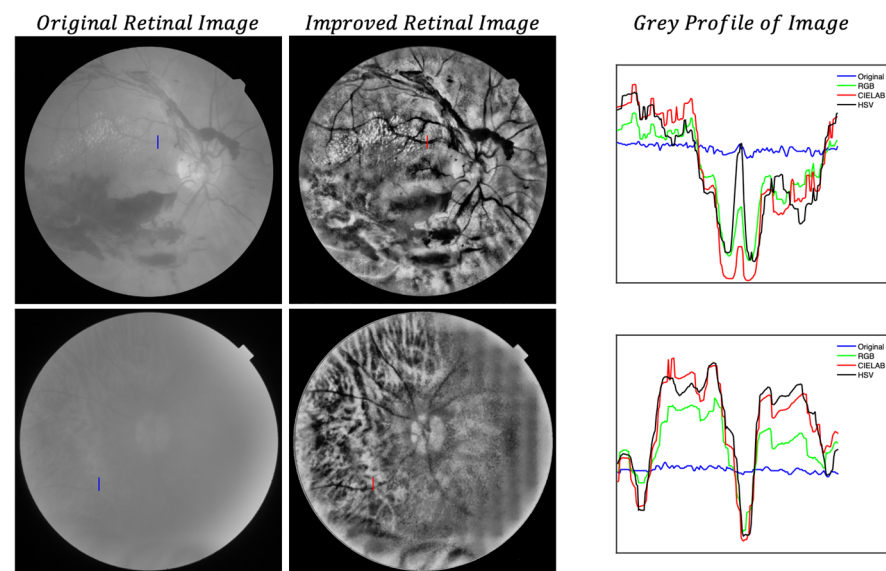 Original Retinal Image
Improved Retinal Image
Grey Profile of Image
Original
RGB
CIELAB
HSV
Original
RGB
CIELAB
HSV